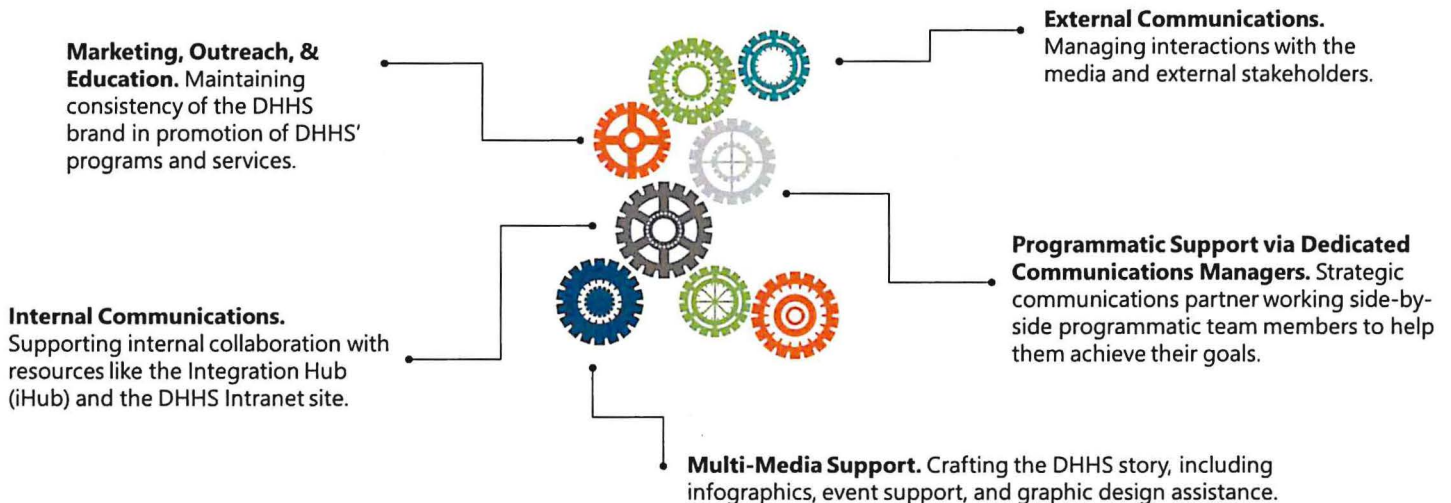 Marketing, Outreach, &
Education. Maintaining
consistency of the DHHS
brand in promotion of DHHS'
programs and services.
External Communications.
Managing interactions with the
media and external stakeholders.
Programmatic Support via Dedicated
Communications Managers. Strategic
communications partner working side-by-
side programmatic team members to help
them achieve their goals.
Internal Communications.
Supporting internal collaboration with
resources like the Integration Hub
(iHub) and the DHHS Intranet site.
Multi-Media Support. Crafting the DHHS story, including
infographics, event support, and graphic design assistance.